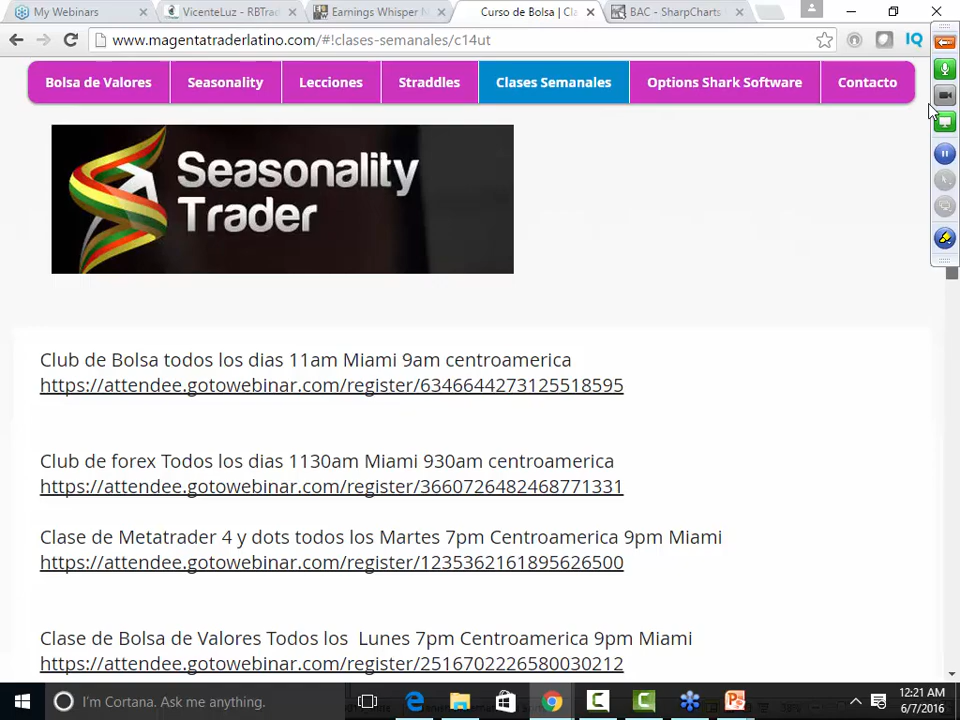 My Webinars
VicenteLuz - RBTrad
Earnings Whisper N
Curso de Bolsa | Cla
BAC - SharpCharts
www.magentatraderlatino.com/#!clases-semanales/c14ut
IQ
Bolsa de Valores
Seasonality
Lecciones
Straddles
Clases Semanales
Options Shark Software
Contacto
Seasonality
Trader
Club de Bolsa todos los dias 11am Miami 9am centroamerica
https://attendee.gotowebinar.com/register/6346644273125518595
Club de forex Todos los dias 1130am Miami 930am centroamerica
https://attendee.gotowebinar.com/register/3660726482468771331
Clase de Metatrader 4 y dots todos los Martes 7pm Centroamerica 9pm Miami
https://attendee.gotowebinar.com/register/1235362161895626500
Clase de Bolsa de Valores Todos los Lunes 7pm Centroamerica 9pm Miami
https://attendee.gotowebinar.com/register/2516702226580030212
I'm Cortana. Ask me anything.
12:21 AM
6/7/2016